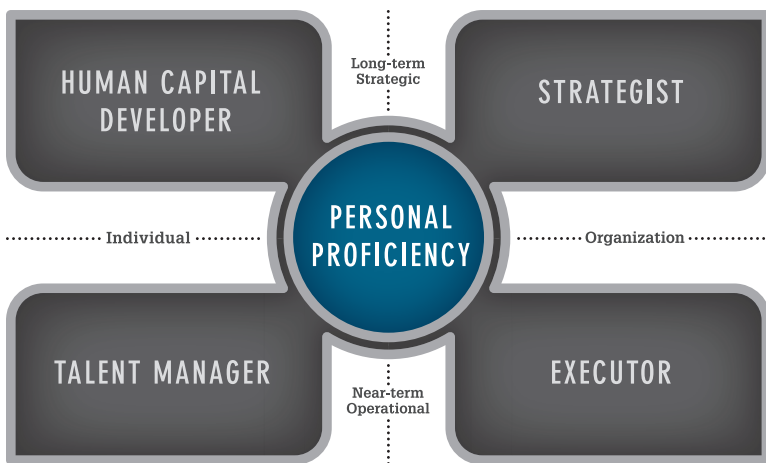 HUMAN CAPITAL
DEVELOPER
Long-term
Strategic
STRATEGIST
Individual
PERSONAL
PROFICIENCY
Organization
TALENT MANAGER
Near-term
Operational
EXECUTOR